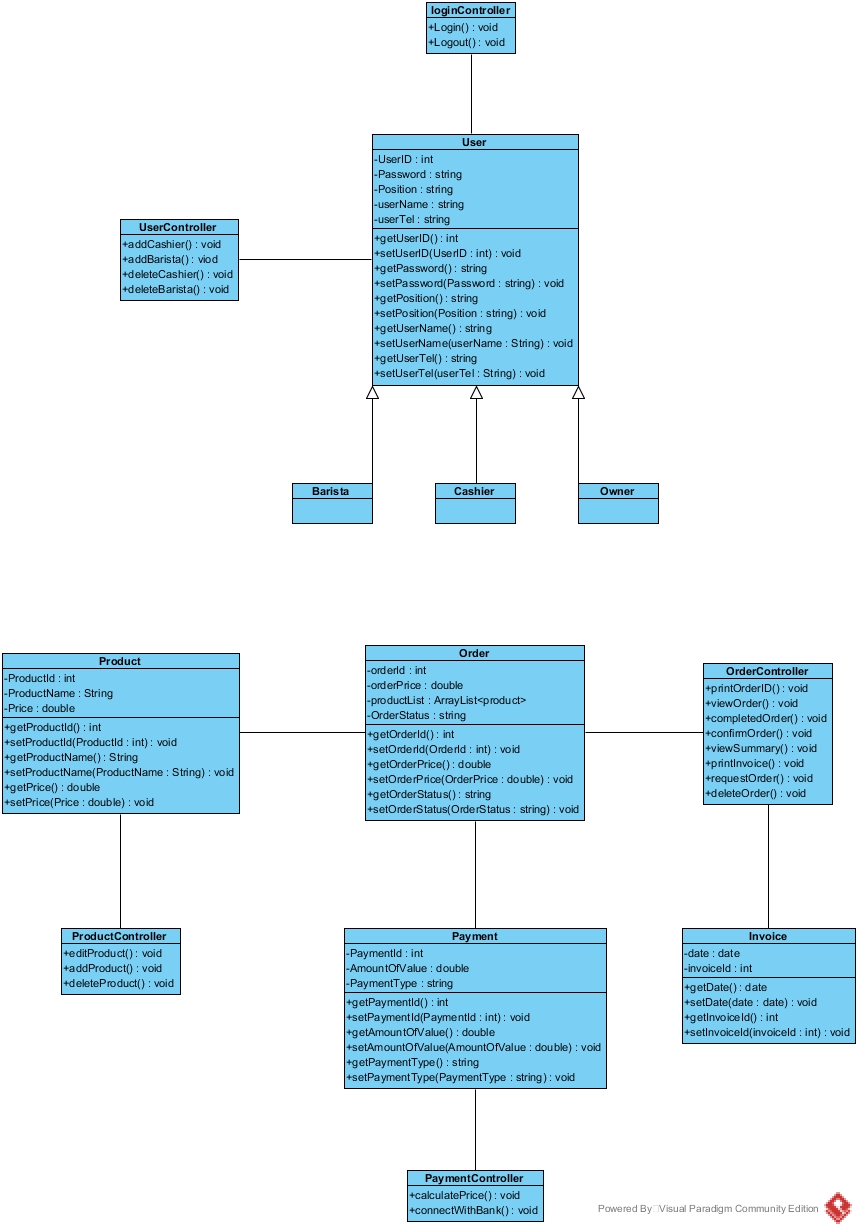 loginController
+Login() : void
+Logout() : void
User
-UserID : int
-Password : string
-Position : string
-userName : string
-userTel : string
+getUserID() : int
+setUserID(UserID : int) : void
+getPassword() : string
+setPassword(Password : string) : void
+getPosition() : string
+setPosition(Position : string) : void
+getUserName() : string
+setUserName(userName : String) : void
+getUserTel() : string
+setUserTel(userTel : String) : void
UserController
+addCashier() : void
+addBarista() : viod
+deleteCashier() : void
+deleteBarista() : void
Barista
Cashier
Owner
Product
-ProductId : int
-ProductName : String
-Price : double
+getProductId() : int
+setProductId(ProductId : int) : void
+getProductName() : String
+setProductName(ProductName : String) : void
+getPrice() : double
+setPrice(Price : double) : void
Order
-orderId : int
-orderPrice : double
-productList : ArrayList<product>
-OrderStatus : string
+getOrderId() : int
+setOrderId(OrderId : int) : void
+getOrderPrice() : double
+setOrderPrice(OrderPrice : double) : void
+getOrderStatus() : string
+setOrderStatus(OrderStatus : string) : void
OrderController
+printOrderID() : void
+viewOrder() : void
+completedOrder() : void
+confirmOrder() : void
+viewSummary() : void
+printInvoice() : void
+requestOrder() : void
+deleteOrder() : void
ProductController
+editProduct() : void
+addProduct() : void
+deleteProduct() : void
Payment
-PaymentId : int
-AmountOfValue : double
-PaymentType : string
+getPaymentId() : int
+setPaymentId(PaymentId : int) : void
+getAmountOfValue() : double
+setAmountOfValue(AmountOfValue : double) : void
+getPaymentType() : string
+setPaymentType(PaymentType : string) : void
Invoice
-date : date
-invoiceId : int
+getDate() : date
+setDate(date : date) : void
+getInvoiceId() : int
+setInvoiceId(invoiceId : int) : void
PaymentController
+calculatePrice() : void
+connectWithBank() : void
Powered By Visual Paradigm Community Edition